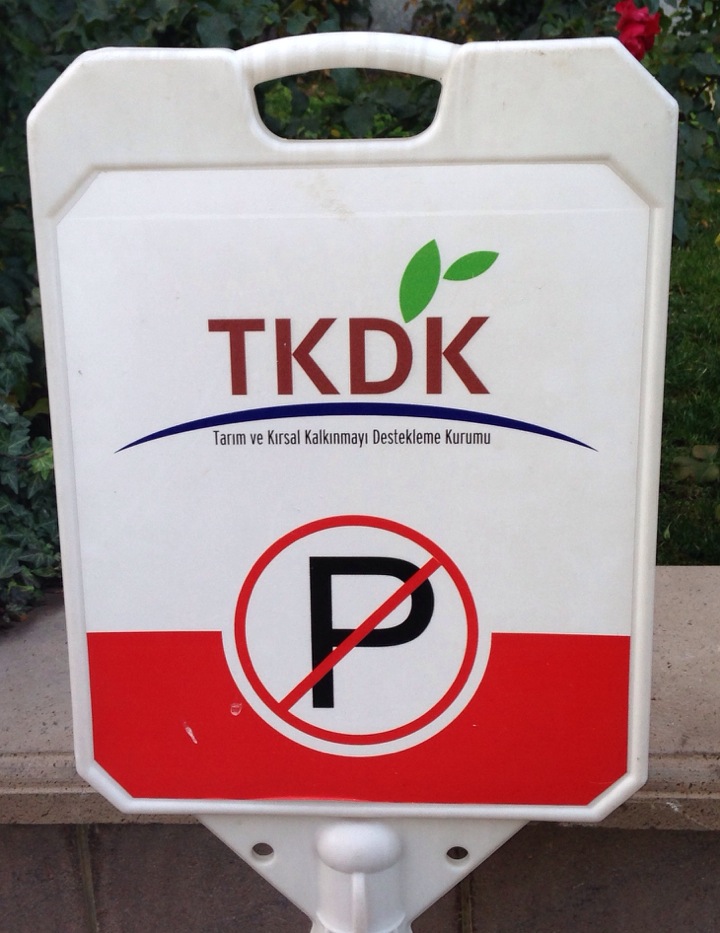 TKDK
Tarım ve Kırsal Kalkınmayı Destekleme Kurumu
P